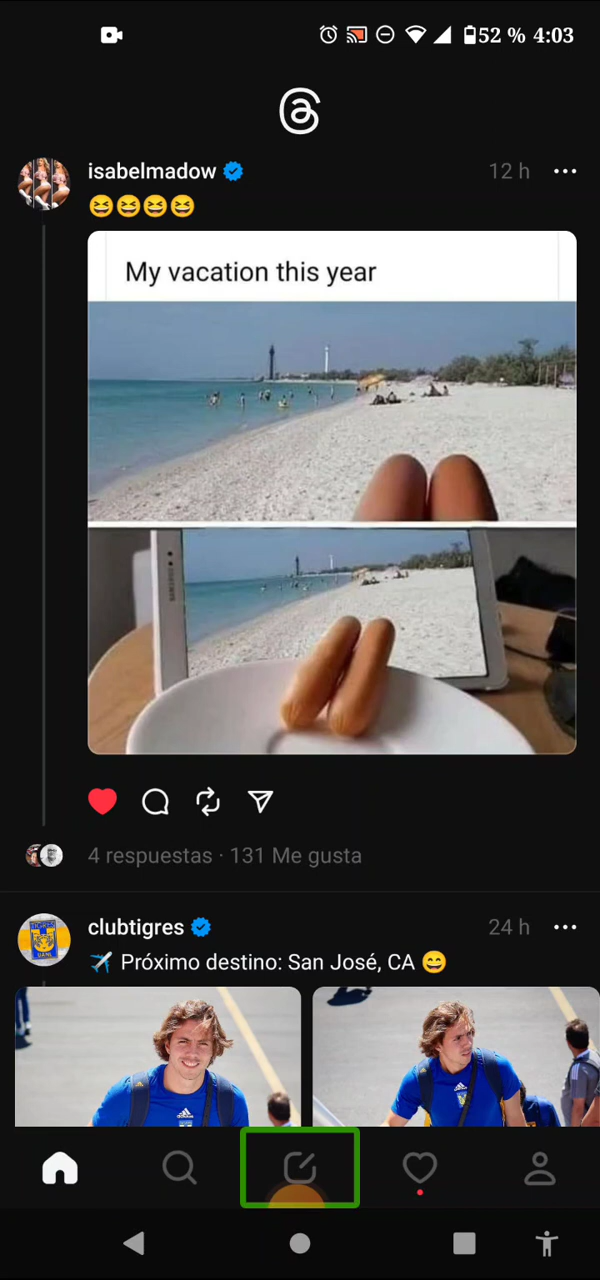 52 % 4:03
isabelmadow 12 h
😆😆😆😆
My vacation this year
SAMSUNG
4 respuestas · 131 Me gusta
clubtigres 24 h
✈️ Próximo destino: San José, CA 😄